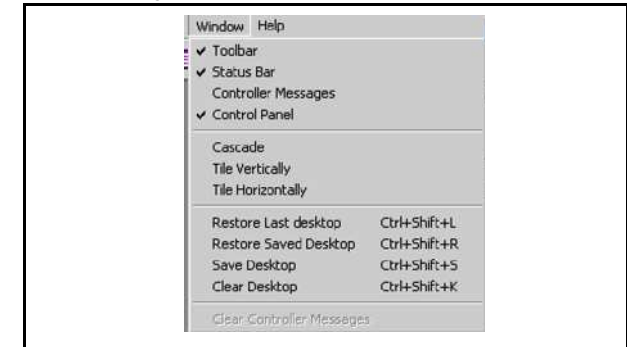 Window Help
Toolbar
Status Bar
Controller Messages
Control Panel
Cascade
Tile Vertically
Tile Horizontally
Restore Last desktop Ctrl+Shift+L
Restore Saved Desktop Ctrl+Shift+R
Save Desktop Ctrl+Shift+S
Clear Desktop Ctrl+Shift+K
Clear Controller Messages